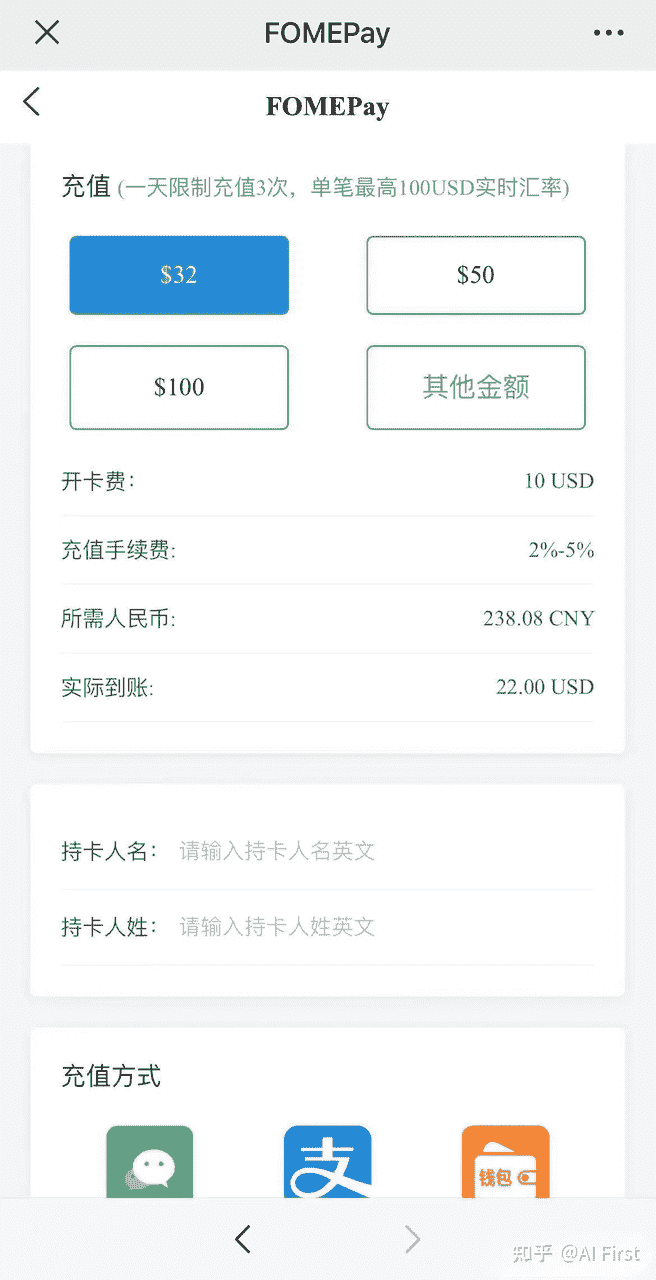 FOMEPay
FOMEPay
充值 (一天限制充值3次，单笔最高100USD实时汇率)
$32
$50
$100
其他金额
开卡费：
10 USD
充值手续费:
2%-5%
所需人民币:
238.08 CNY
实际到账:
22.00 USD
持卡人名： 请输入持卡人名英文
持卡人姓： 请输入持卡人姓英文
充值方式
支
钱包
知乎 @AI First